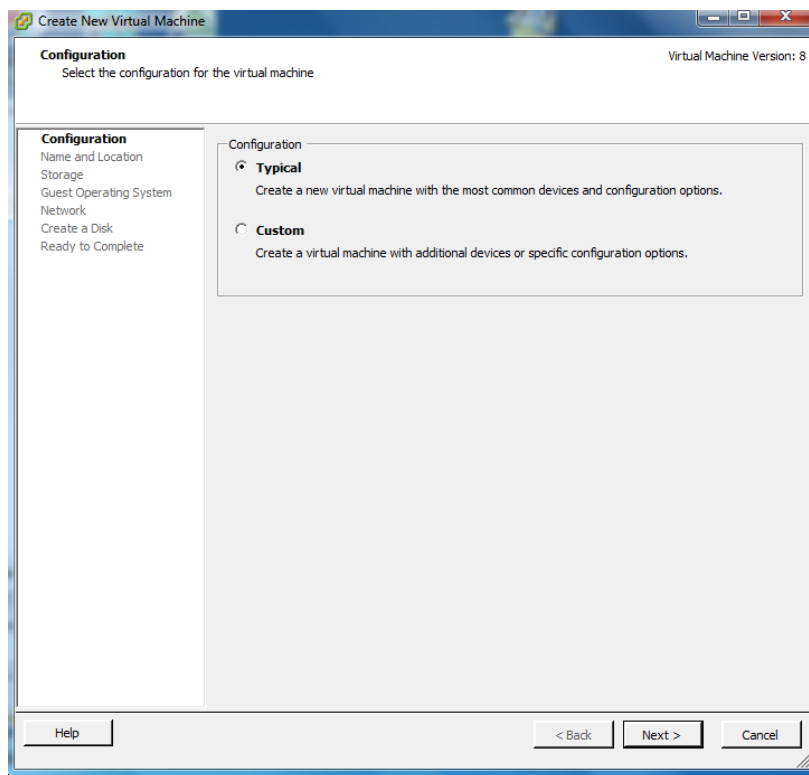 Create New Virtual Machine
Configuration
Virtual Machine Version: 8
Select the configuration for the virtual machine
Configuration
Name and Location
Storage
Guest Operating System
Network
Create a Disk
Ready to Complete
Configuration
Typical
Create a new virtual machine with the most common devices and configuration options.
Custom
Create a virtual machine with additional devices or specific configuration options.
Help
< Back
Next >
Cancel